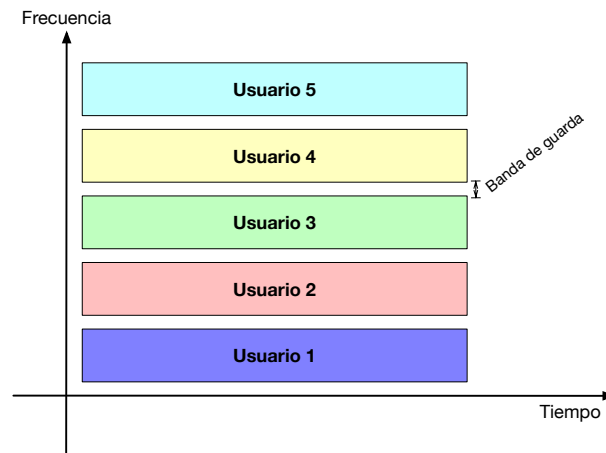 Frecuencia
Usuario 5
Usuario 4
Banda de guarda
Usuario 3
Usuario 2
Usuario 1
Tiempo